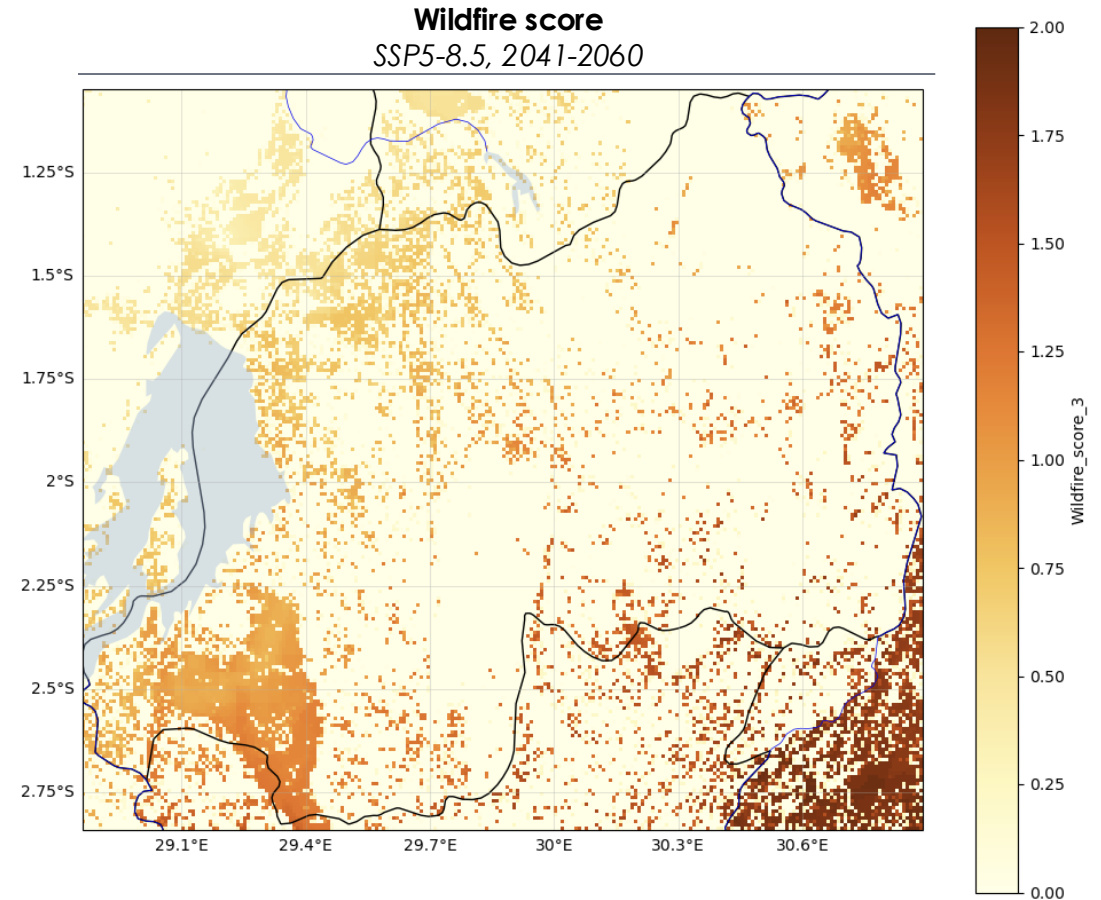 Wildfire score
SSP5-8.5, 2041-2060
2.00
1.75
1.50
1.25
1.00
0.75
0.50
0.25
0.00
Wildfire_score_3
1.25°S
1.5°S
1.75°S
2°S
2.25°S
2.5°S
2.75°S
29.1°E
29.4°E
29.7°E
30°E
30.3°E
30.6°E